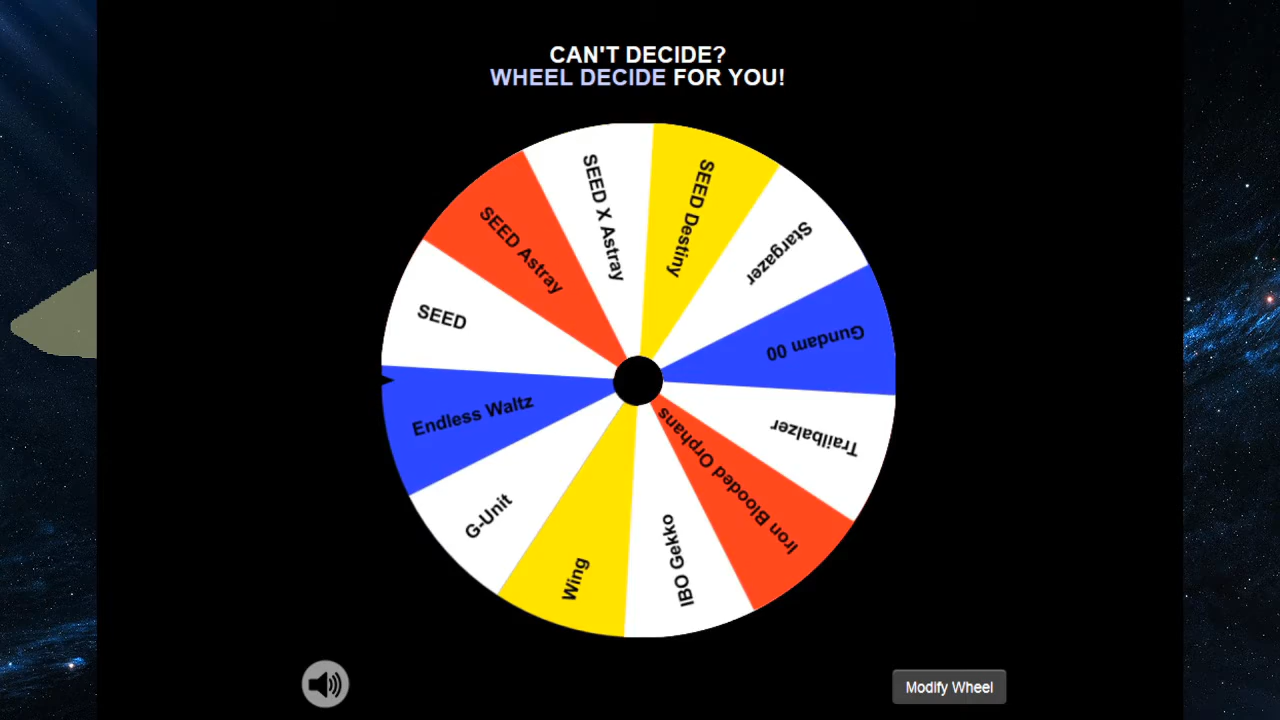 CAN'T DECIDE?
WHEEL DECIDE FOR YOU!
SEED X Astray
SEED Destiny
SEED Astray
Stargazer
SEED
Gundam 00
Endless Waltz
Trailbalzer
G-Unit
Iron Blooded Orphans
Wing
IBO Gekko
Modify Wheel